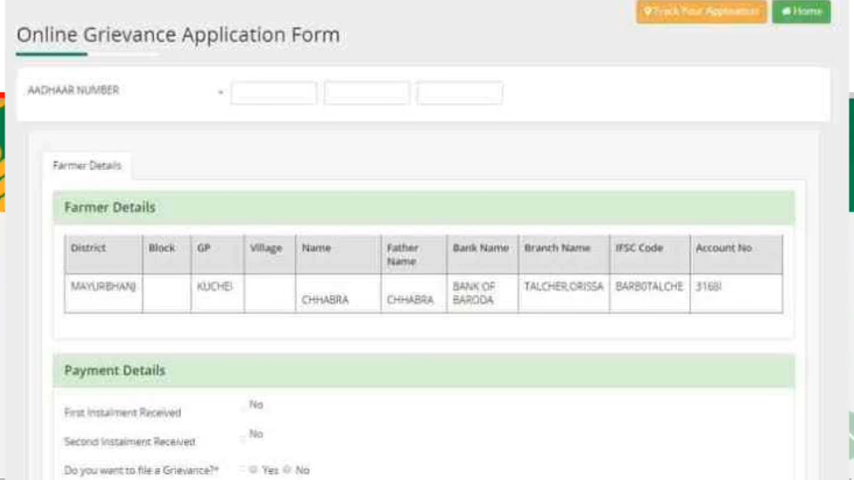 Track Your Application Home
Online Grievance Application Form
AADHAAR NUMBER *
Farmer Details
Farmer Details
District Block GP Village Name Father Name Bank Name Branch Name IFSC Code Account No
MAYURBHANJ KUCHEI CHHABRA CHHABRA BANK OF BARODA TALCHER,ORISSA BARB0TALCHE 3168
Payment Details
First Instalment Received No
Second Instalment Received No
Do you want to file a Grievance?* : Yes No